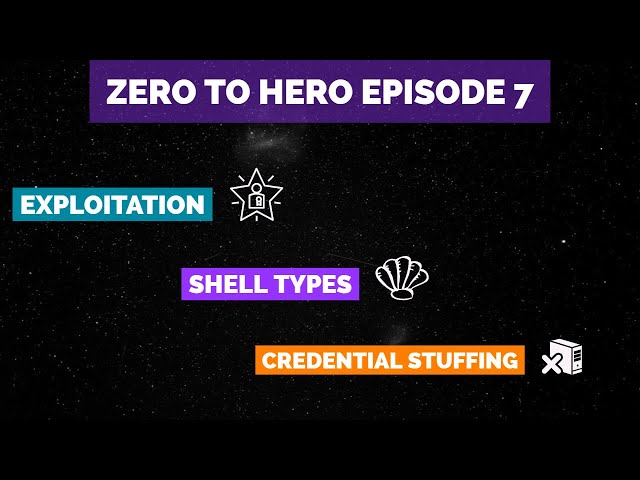 ZERO TO HERO EPISODE 7
EXPLOITATION
SHELL TYPES
CREDENTIAL STUFFING